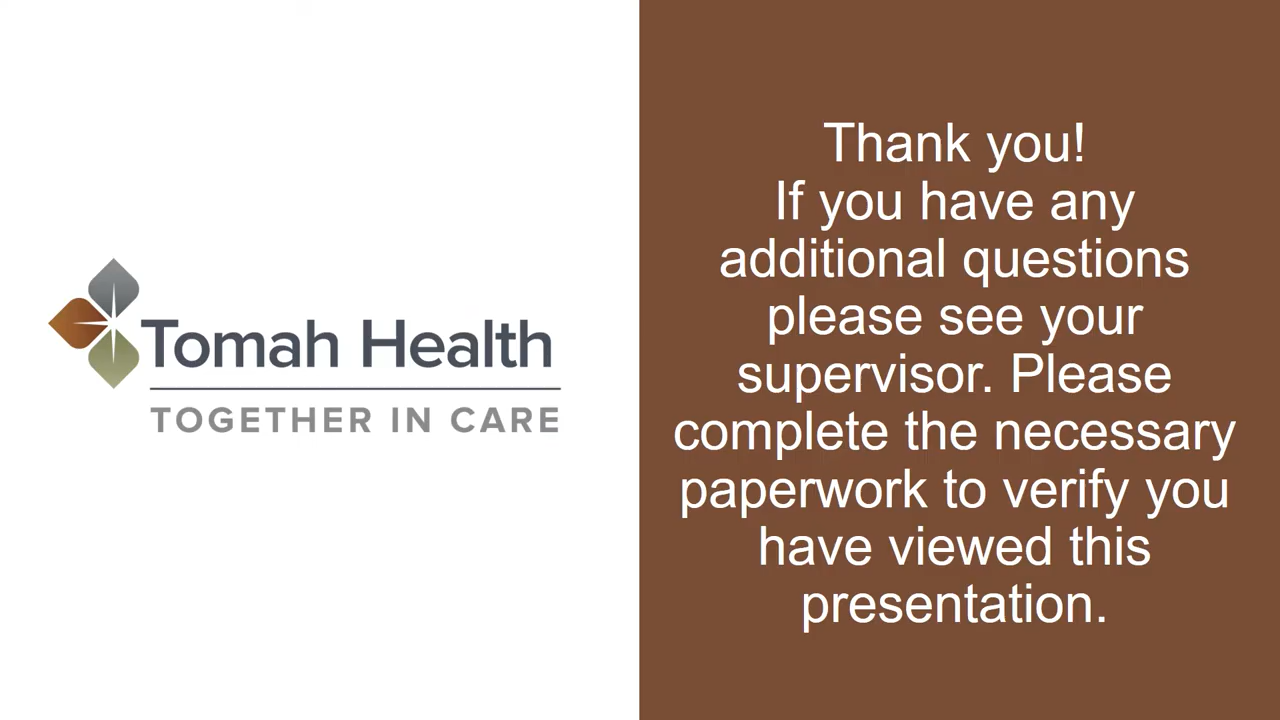 Tomah Health
TOGETHER IN CARE
Thank you!
If you have any
additional questions
please see your
supervisor. Please
complete the necessary
paperwork to verify you
have viewed this
presentation.